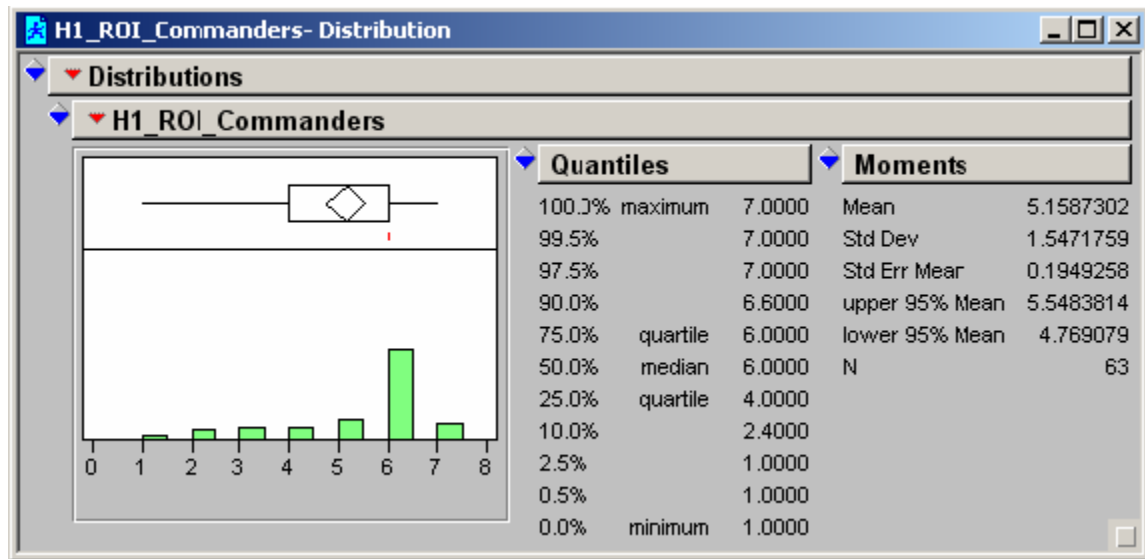 H1_ROI_Commanders- Distribution
Distributions
H1_ROI_Commanders
0 1 2 3 4 5 6 7 8
Quantiles
100.0% maximum 7.0000
99.5% 7.0000
97.5% 7.0000
90.0% 6.6000
75.0% quartile 6.0000
50.0% median 6.0000
25.0% quartile 4.0000
10.0% 2.4000
2.5% 1.0000
0.5% 1.0000
0.0% minimum 1.0000
Moments
Mean 5.1587302
Std Dev 1.5471759
Std Err Mean 0.1949258
upper 95% Mean 5.5483814
lower 95% Mean 4.769079
N 63